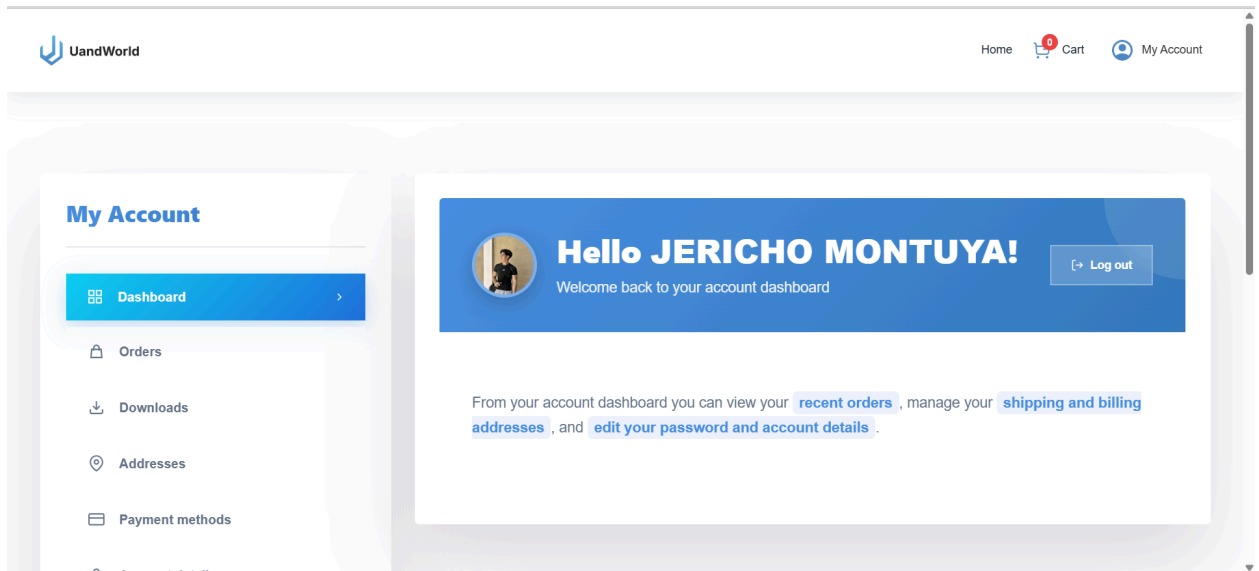 UandWorld
Home
0
Cart
My Account
My Account
Dashboard
Orders
Downloads
Addresses
Payment methods
Hello JERICHO MONTUYA!
Welcome back to your account dashboard
Log out
From your account dashboard you can view your recent orders , manage your shipping and billing
addresses , and edit your password and account details .